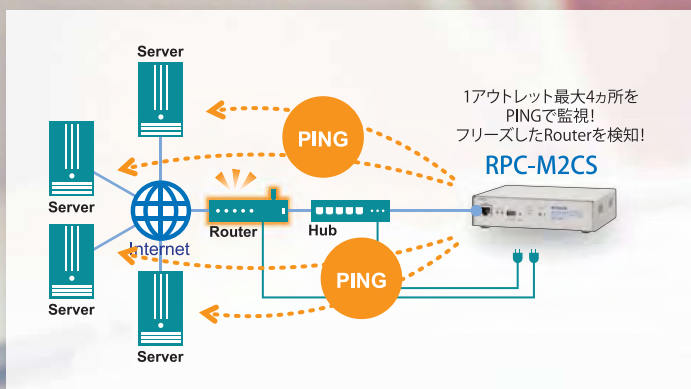 Server
1アウトレット最大4ヵ所を
PINGで監視!
フリーズしたRouterを検知!
RPC-M2CS
PING
Server
Internet
Router
Hub
Server
PING
Server